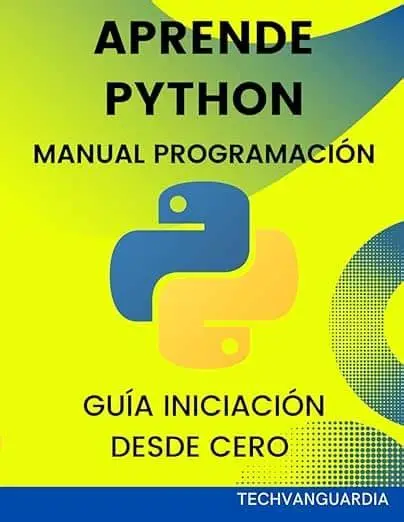 APRENDE
PYTHON
MANUAL PROGRAMACIÓN
GUÍA INICIACIÓN
DESDE CERO
TECHVANGUARDIA